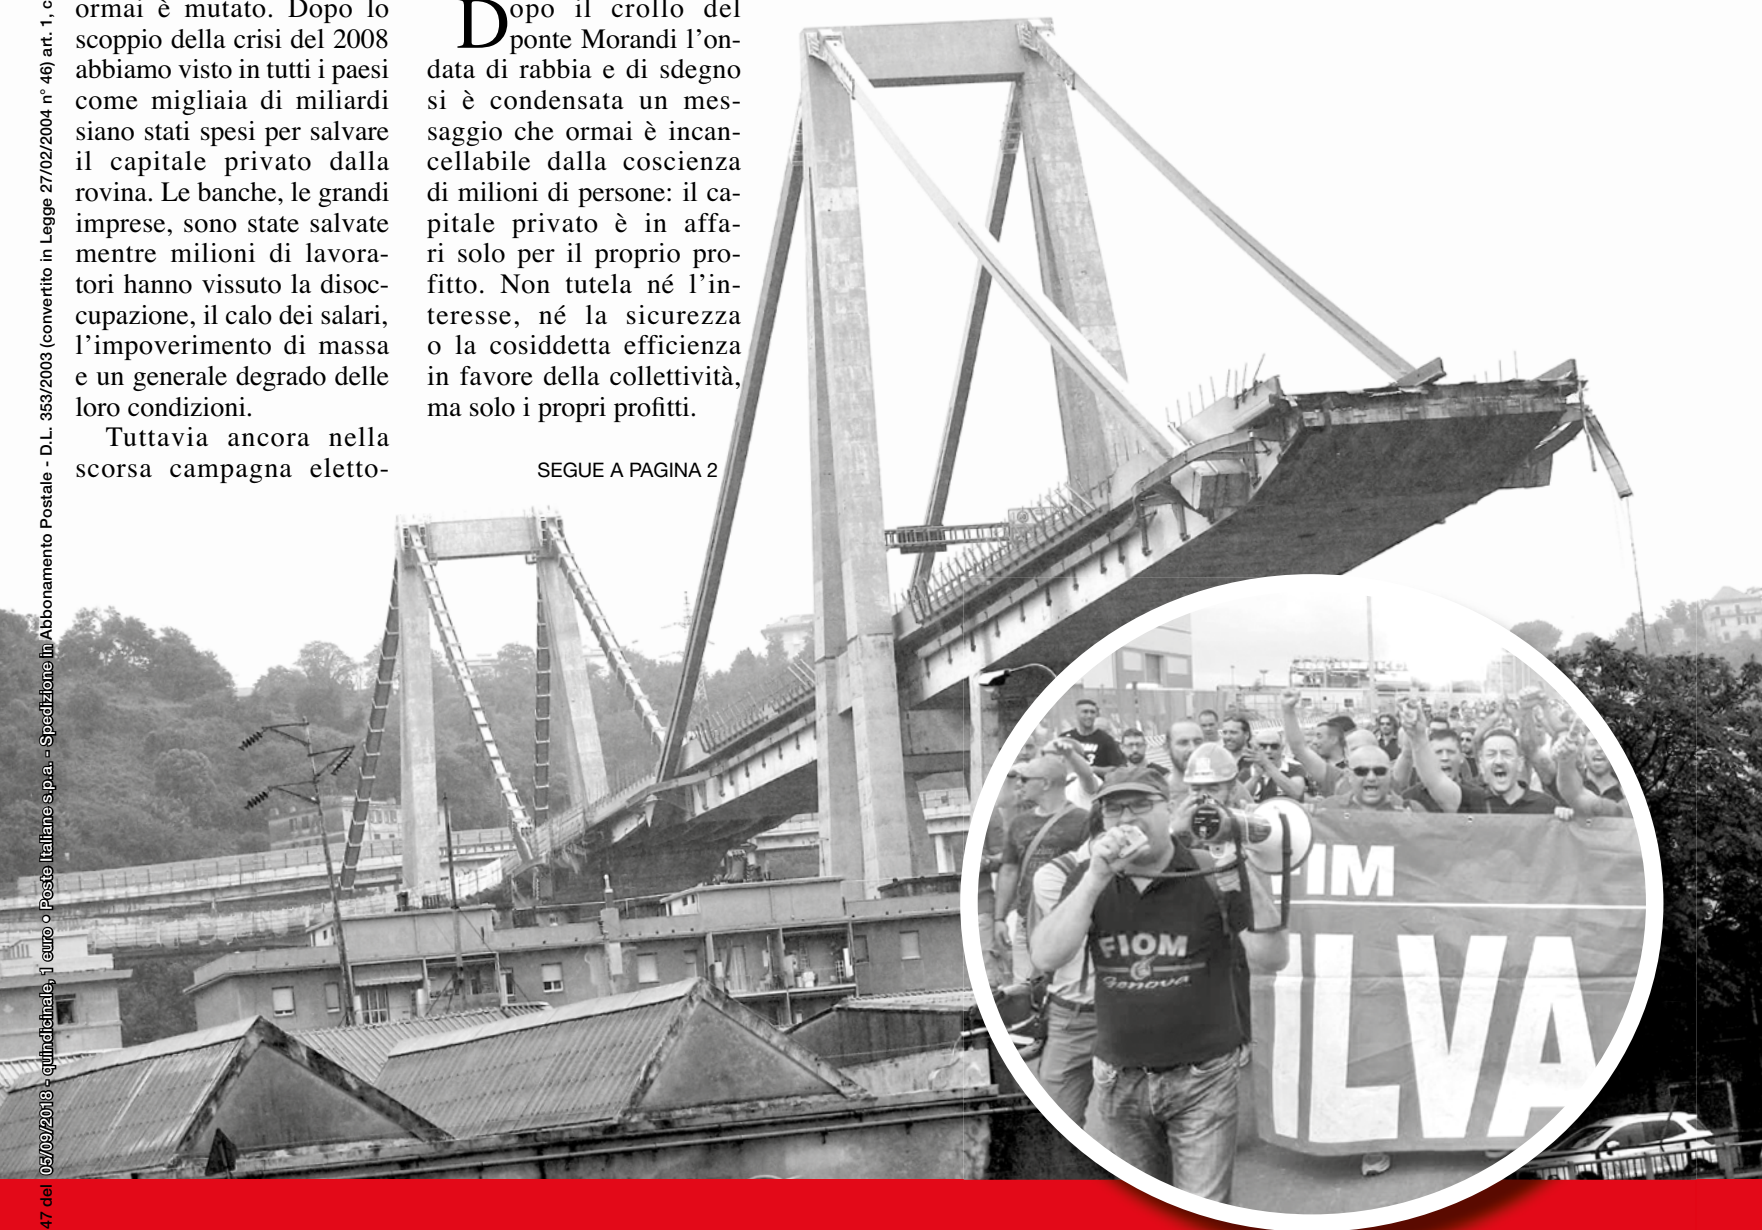 ormai è mutato. Dopo lo
scoppio della crisi del 2008
abbiamo visto in tutti i paesi
come migliaia di miliardi
siano stati spesi per salvare
il capitale privato dalla
rovina. Le banche, le grandi
imprese, sono state salvate
mentre milioni di lavora-
tori hanno vissuto la disoc-
cupazione, il calo dei salari,
l’impoverimento di massa
e un generale degrado delle
loro condizioni.
Tuttavia ancora nella
scorsa campagna eletto-
Dopo il crollo del
ponte Morandi l’on-
data di rabbia e di sdegno
si è condensata un mes-
saggio che ormai è incan-
cellabile dalla coscienza
di milioni di persone: il ca-
pitale privato è in affa-
ri solo per il proprio pro-
fitto. Non tutela né l’in-
teresse, né la sicurezza
o la cosiddetta efficienza
in favore della collettività,
ma solo i propri profitti.
SEGUE A PAGINA 2
47 del 05/09/2018 - quindicinale, 1 euro • Poste Italiane s.p.a. - Spedizione in Abbonamento Postale - D.L. 353/2003 (convertito in Legge 27/02/2004 n° 46) art. 1, c
FIM
ILVA
FIOM
Genova